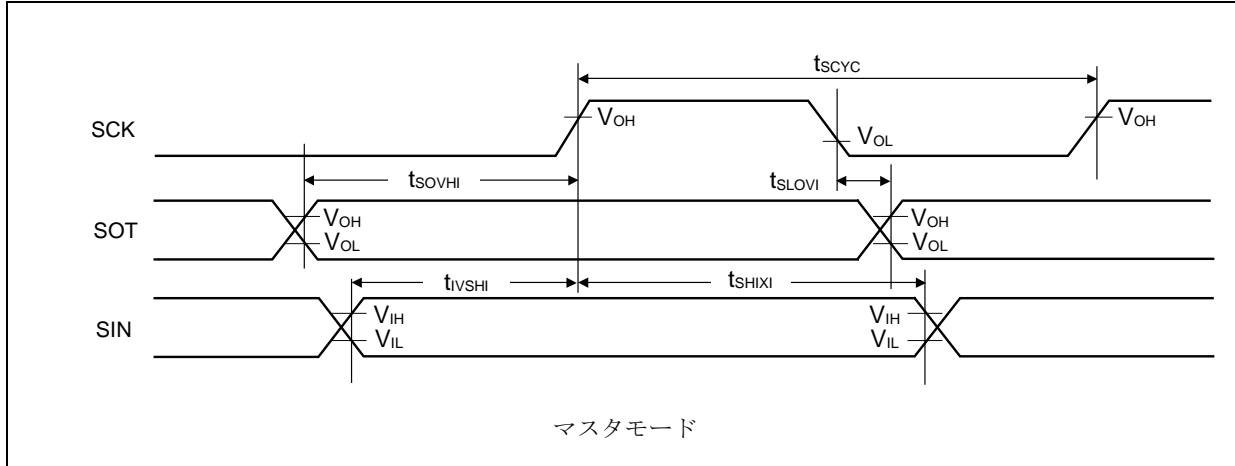 tSCYC
SCK
VOH
VOL
VOH
tSOVHI
tSLOVI
SOT
VOH
VOL
VOH
VOL
tIVSHI
tSHIXI
SIN
VIH
VIL
VIH
VIL
マスタモード